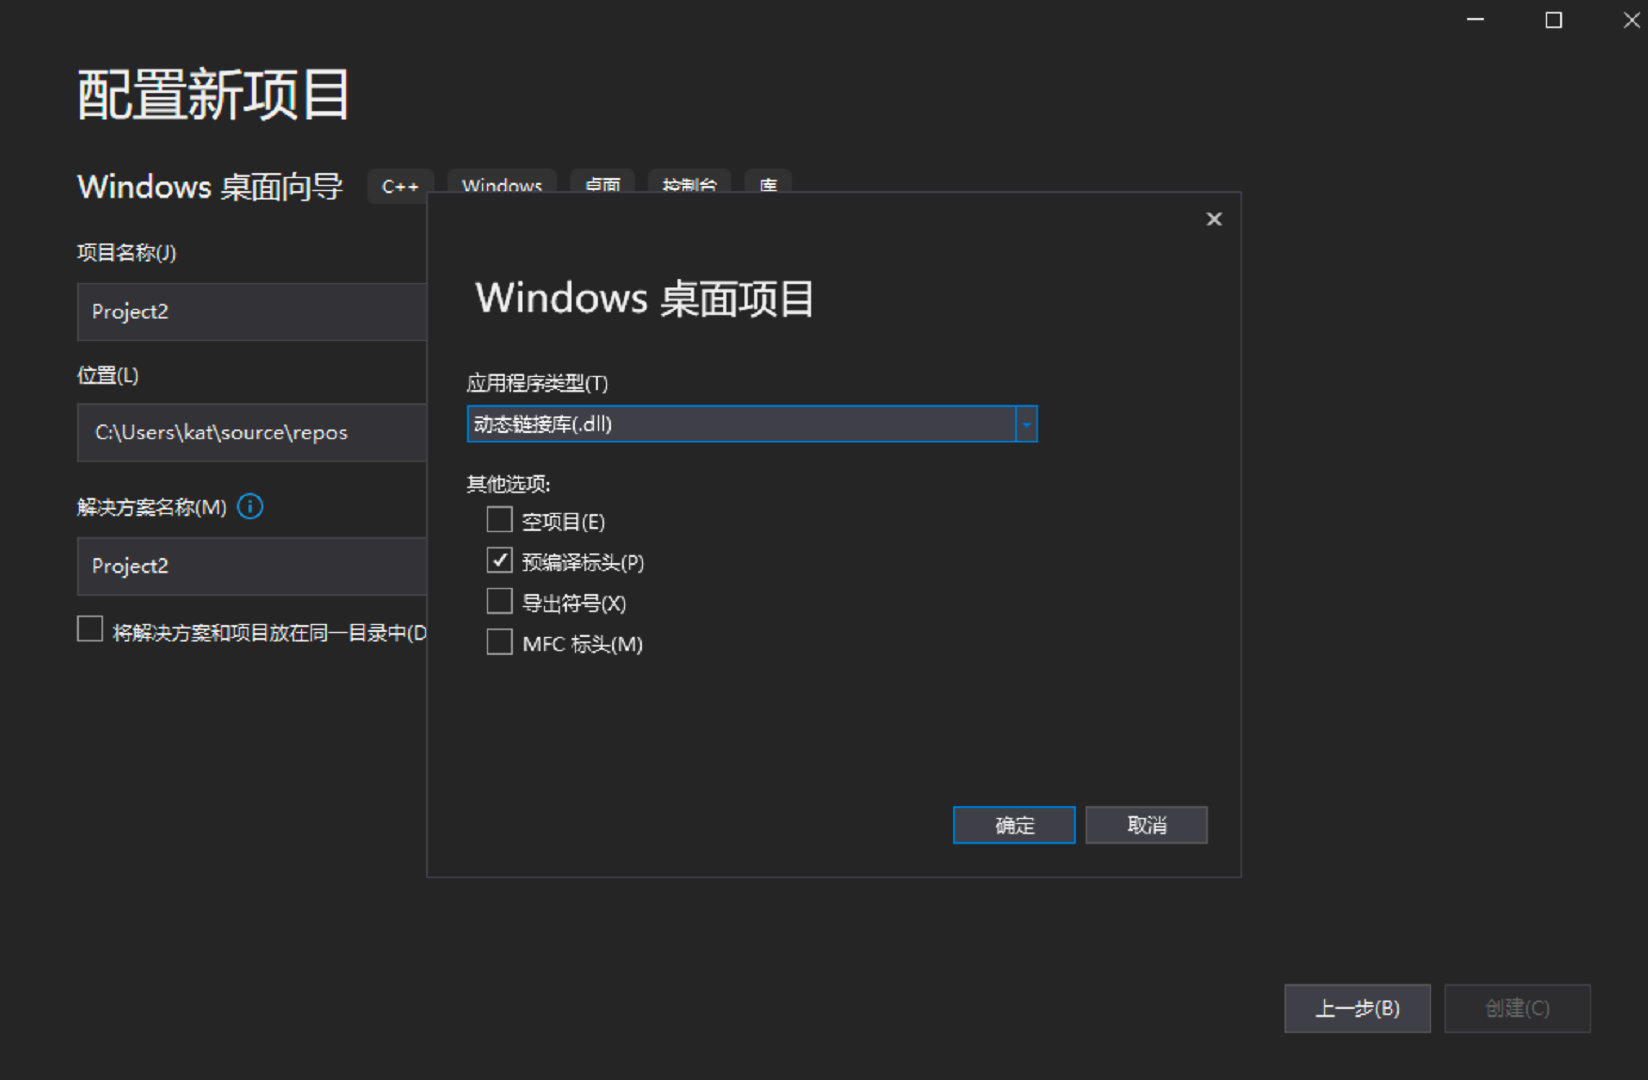 配置新项目
Windows 桌面向导 C++ Windows 桌面 控制台 库
项目名称(J)
Project2
位置(L)
C:\Users\kat\source\repos
解决方案名称(M)
Project2
将解决方案和项目放在同一目录中(D
Windows 桌面项目
应用程序类型(T)
动态链接库(.dll)
其他选项:
空项目(E)
预编译标头(P)
导出符号(X)
MFC 标头(M)
确定 取消
上一步(B) 创建(C)